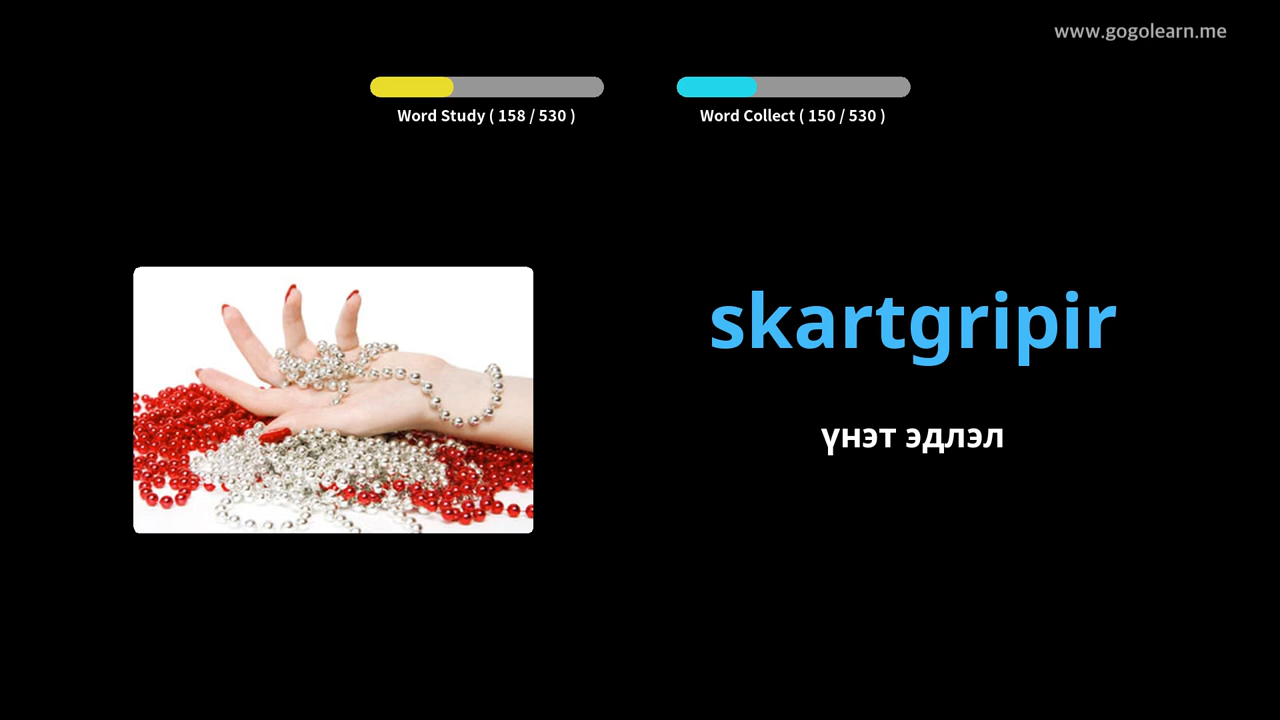 www.gogolearn.me
Word Study ( 158 / 530 )
Word Collect ( 150 / 530 )
skartgripir
үнэт эдлэл